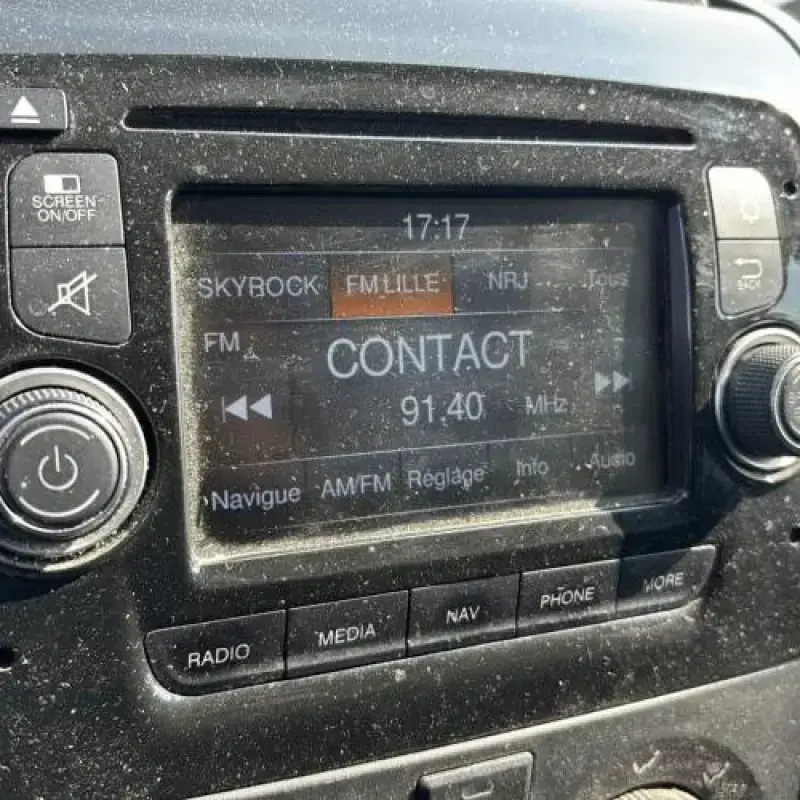 17:17
SCREEN
ON/OFF
SKYROCK FM LILLE NRJ Tous
FM
CONTACT
91.40 MHz
BACK
Navigue AM/FM Réglage Info Audio
RADIO MEDIA NAV PHONE MORE